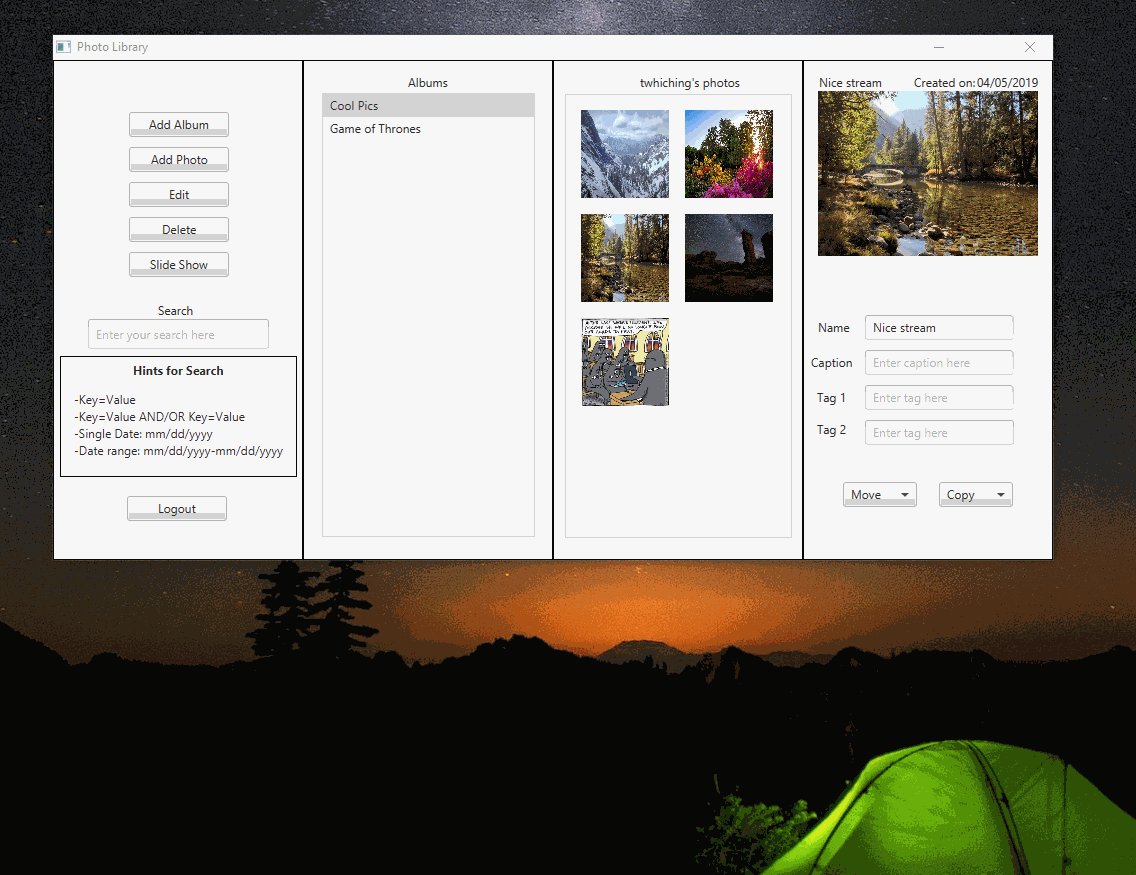 Photo Library
Add Album
Add Photo
Edit
Delete
Slide Show
Search
Enter your search here
Hints for Search
-Key=Value
-Key=Value AND/OR Key=Value
-Single Date: mm/dd/yyyy
-Date range: mm/dd/yyyy-mm/dd/yyyy
Logout
Albums
Cool Pics
Game of Thrones
twhiching's photos
Nice stream Created on: 04/05/2019
Name Nice stream
Caption Enter caption here
Tag 1 Enter tag here
Tag 2 Enter tag here
Move Copy